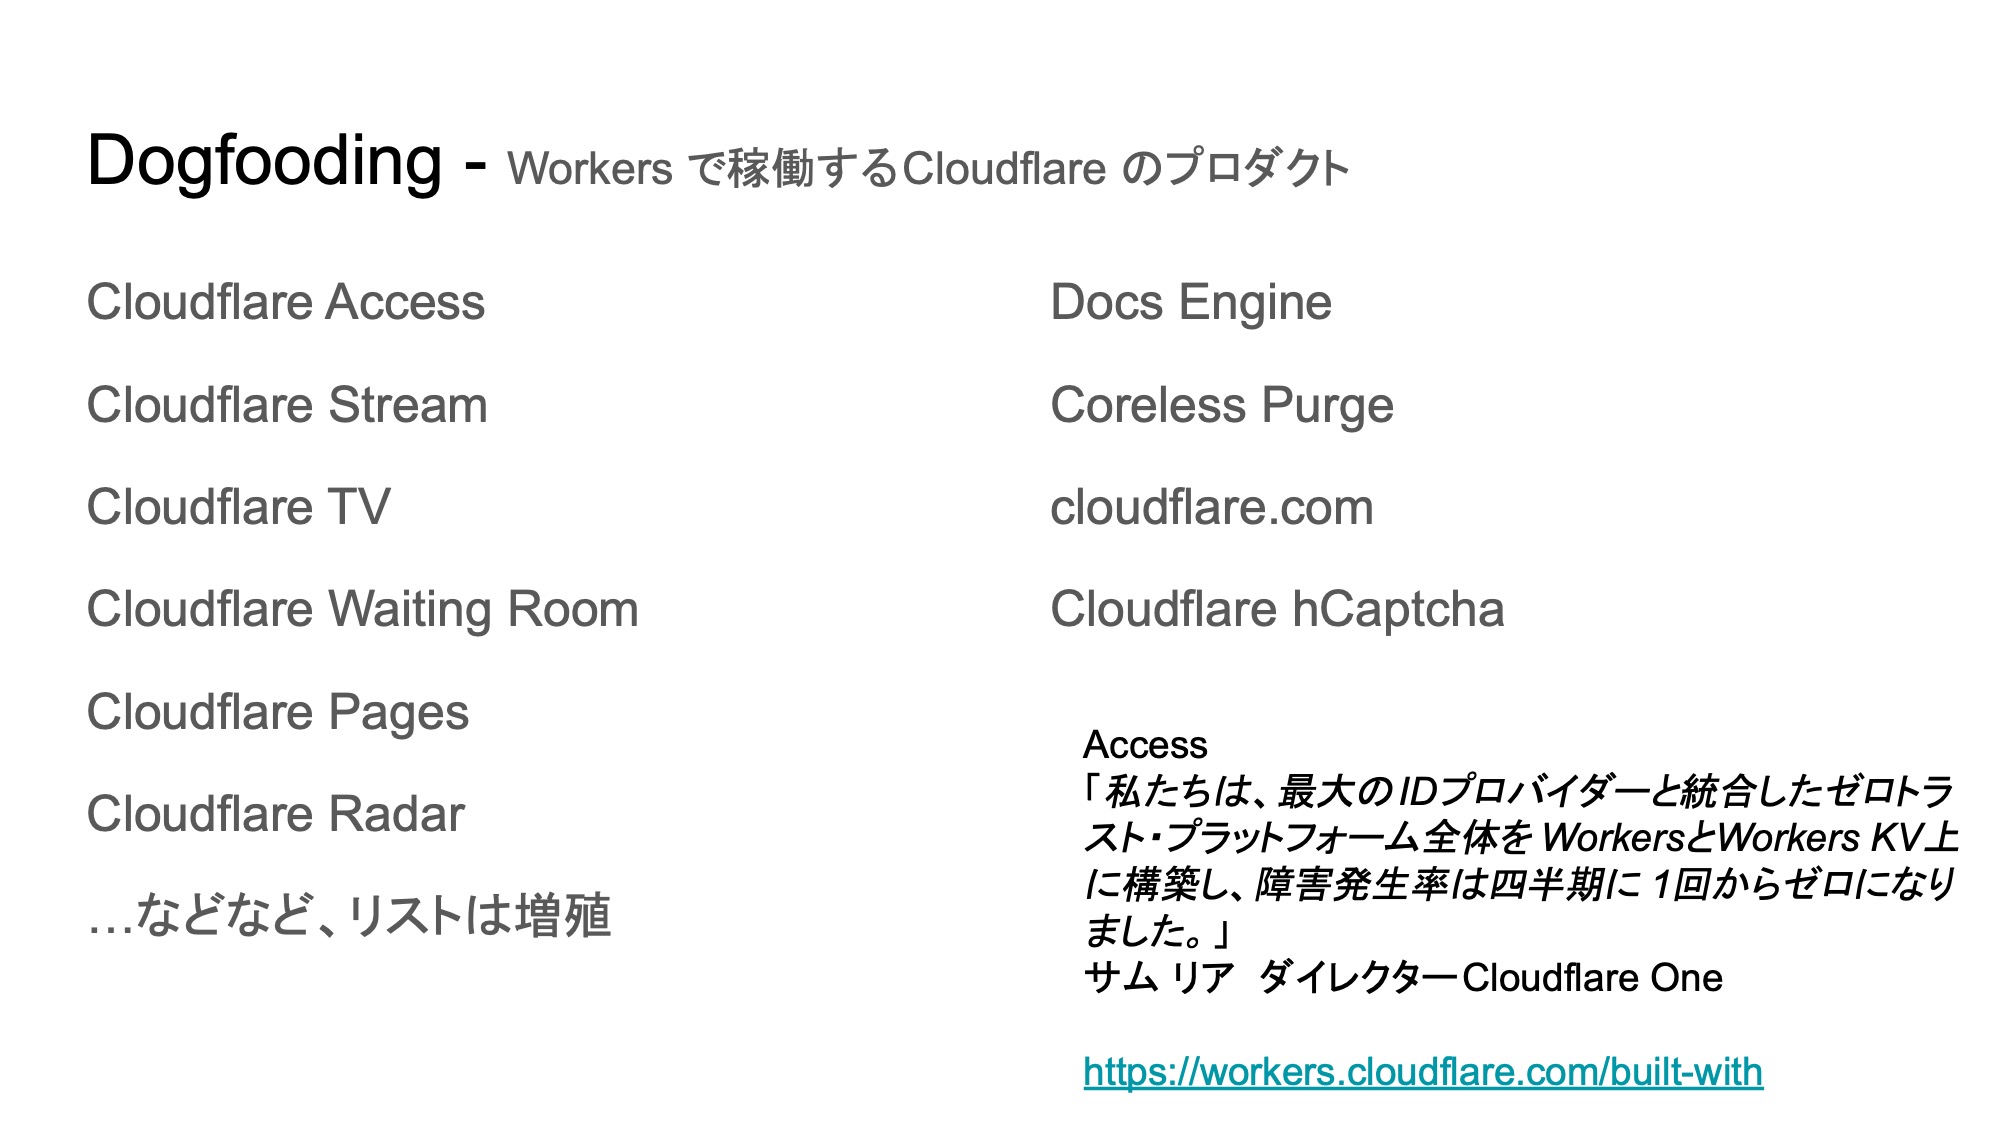 Dogfooding - Workers で稼働するCloudflare のプロダクト
Cloudflare Access
Cloudflare Stream
Cloudflare TV
Cloudflare Waiting Room
Cloudflare Pages
Cloudflare Radar
…などなど、リストは増殖
Docs Engine
Coreless Purge
cloudflare.com
Cloudflare hCaptcha
Access
「私たちは、最大のIDプロバイダーと統合したゼロトラ
スト・プラットフォーム全体を WorkersとWorkers KV上
に構築し、障害発生率は四半期に 1回からゼロになり
ました。」
サム リア　ダイレクターCloudflare One
https://workers.cloudflare.com/built-with